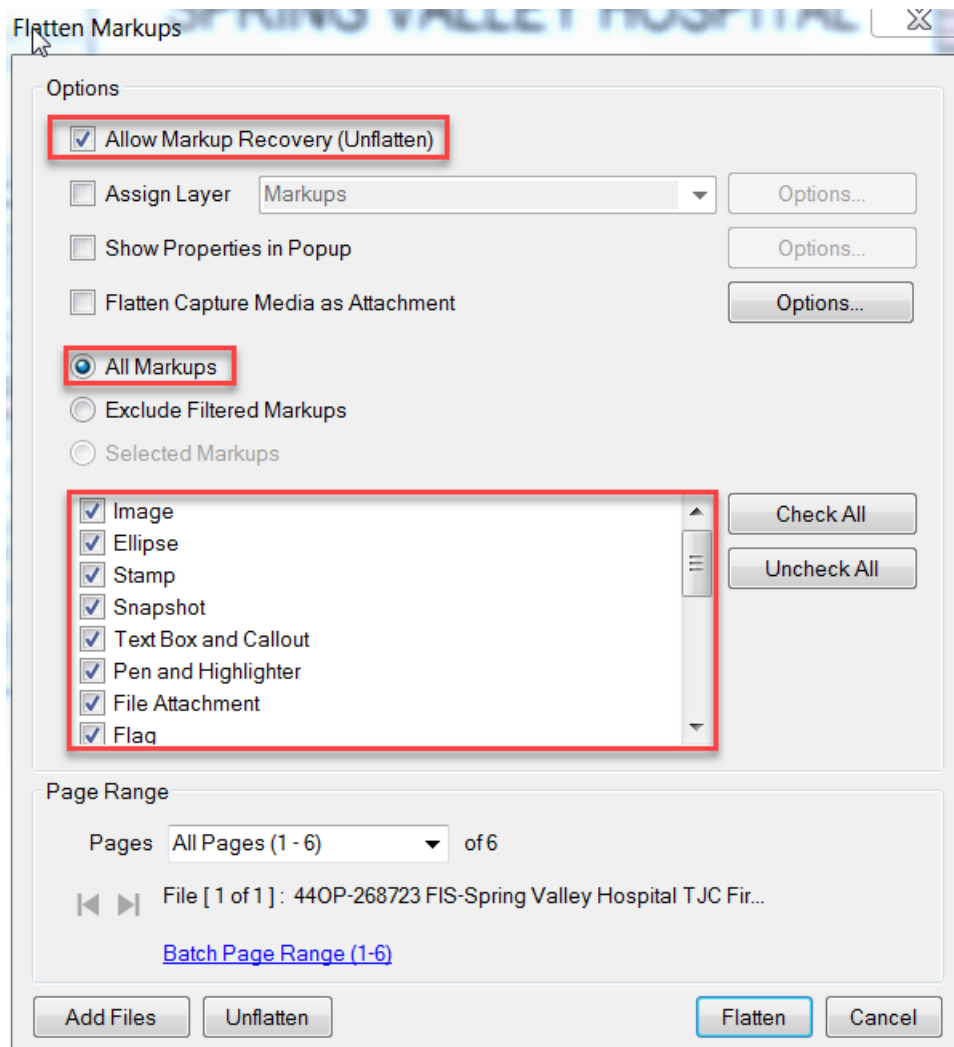 SPRING VALLEY HOSPITAL
Flatten Markups
Options
Allow Markup Recovery (Unflatten)
Assign Layer Markups Options...
Show Properties in Popup Options...
Flatten Capture Media as Attachment Options...
All Markups
Exclude Filtered Markups
Selected Markups
Image Check All
Ellipse
Stamp Uncheck All
Snapshot
Text Box and Callout
Pen and Highlighter
File Attachment
Flag
Page Range
Pages All Pages (1 - 6) of 6
File [ 1 of 1 ] : 44OP-268723 FIS-Spring Valley Hospital TJC Fir...
Batch Page Range (1-6)
Add Files Unflatten Flatten Cancel